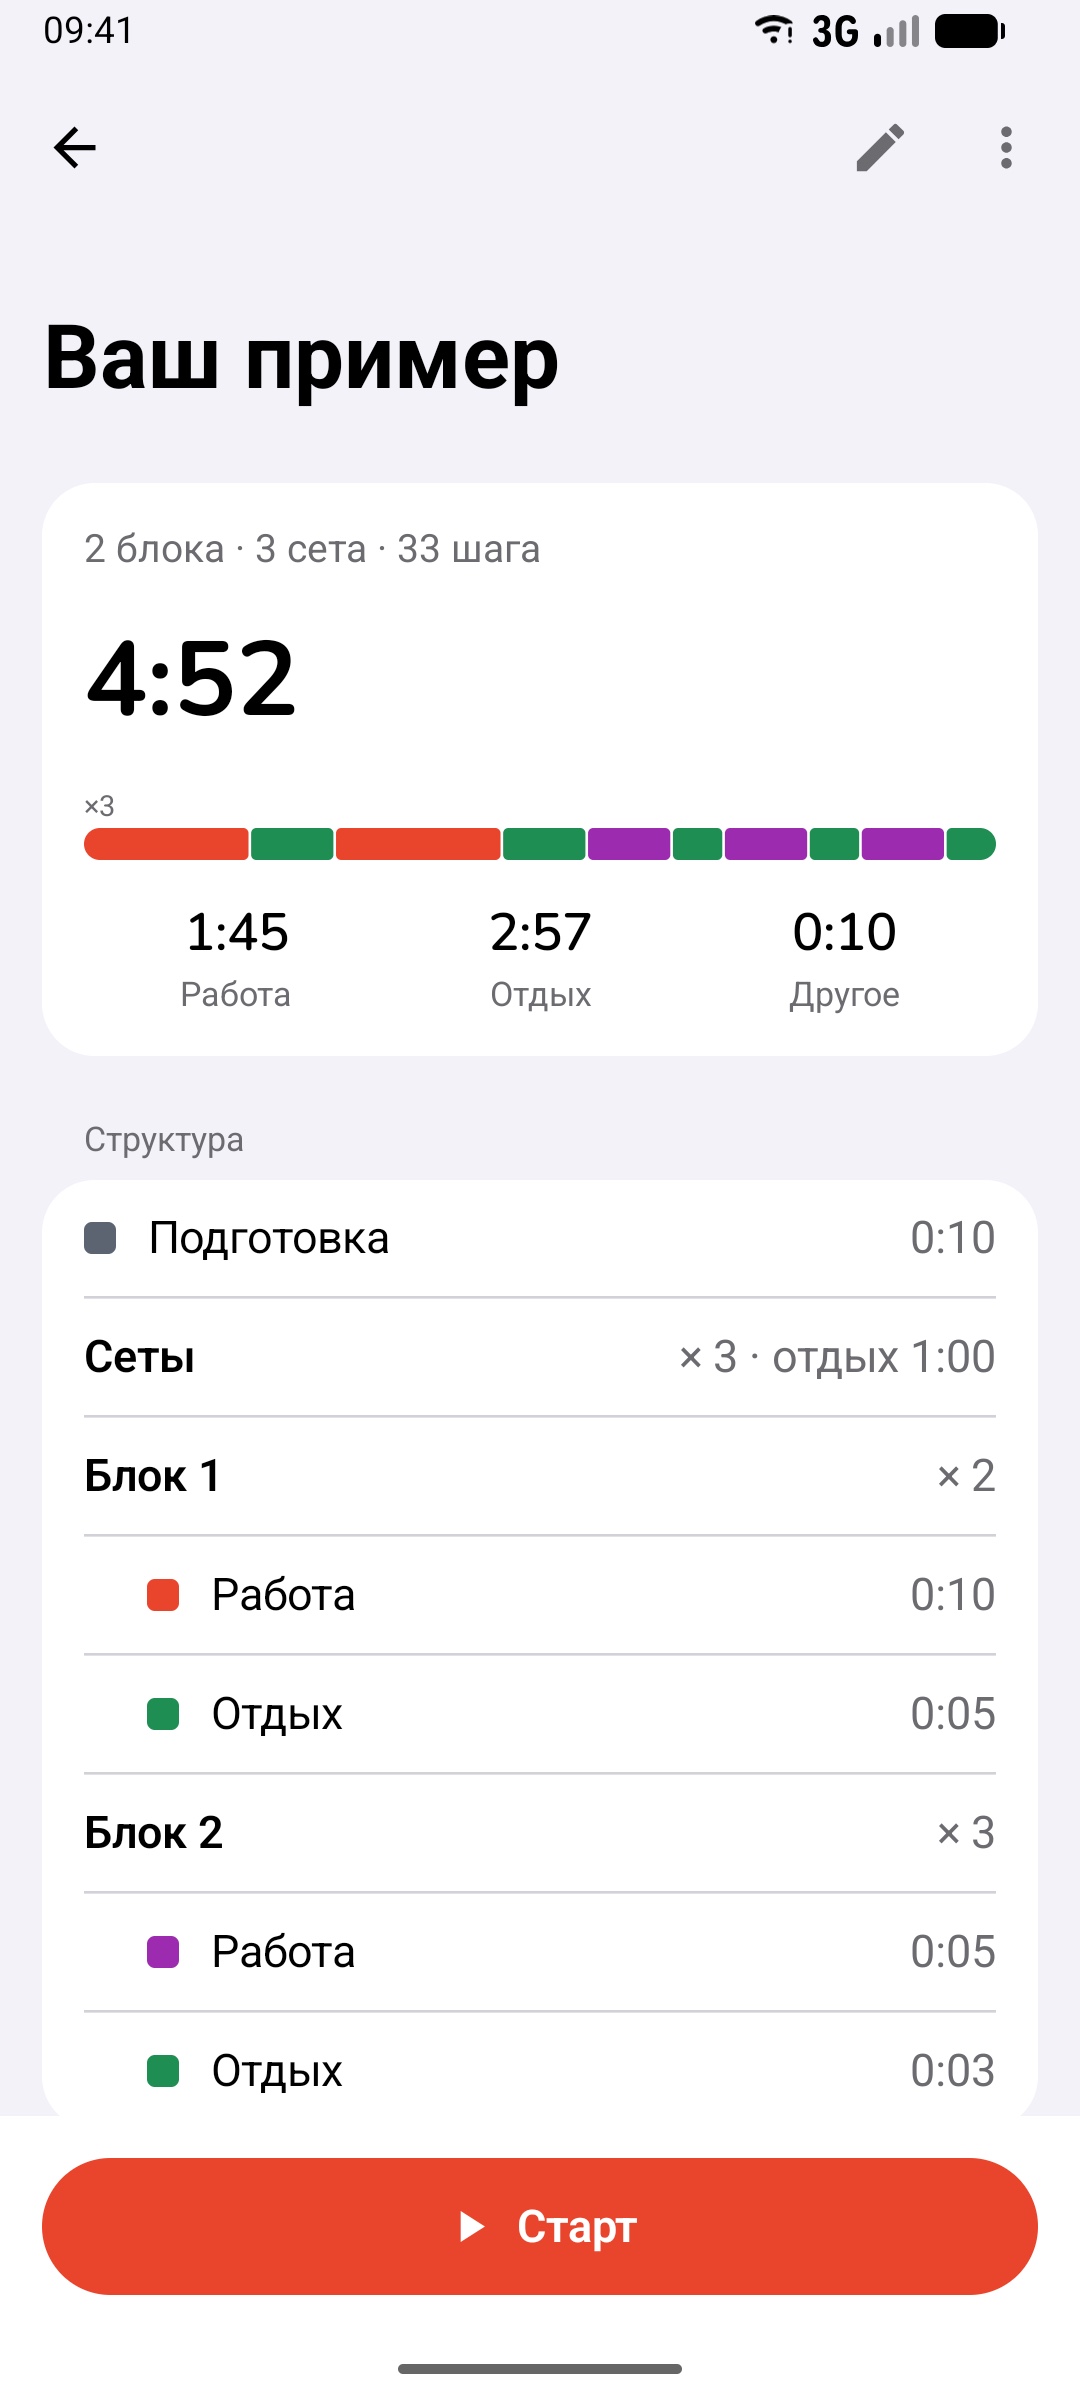 09:41
3G
Ваш пример
2 блока · 3 сета · 33 шага
4:52
×3
1:45 2:57 0:10
Работа Отдых Другое
Структура
Подготовка 0:10
Сеты × 3 · отдых 1:00
Блок 1 × 2
Работа 0:10
Отдых 0:05
Блок 2 × 3
Работа 0:05
Отдых 0:03
Старт